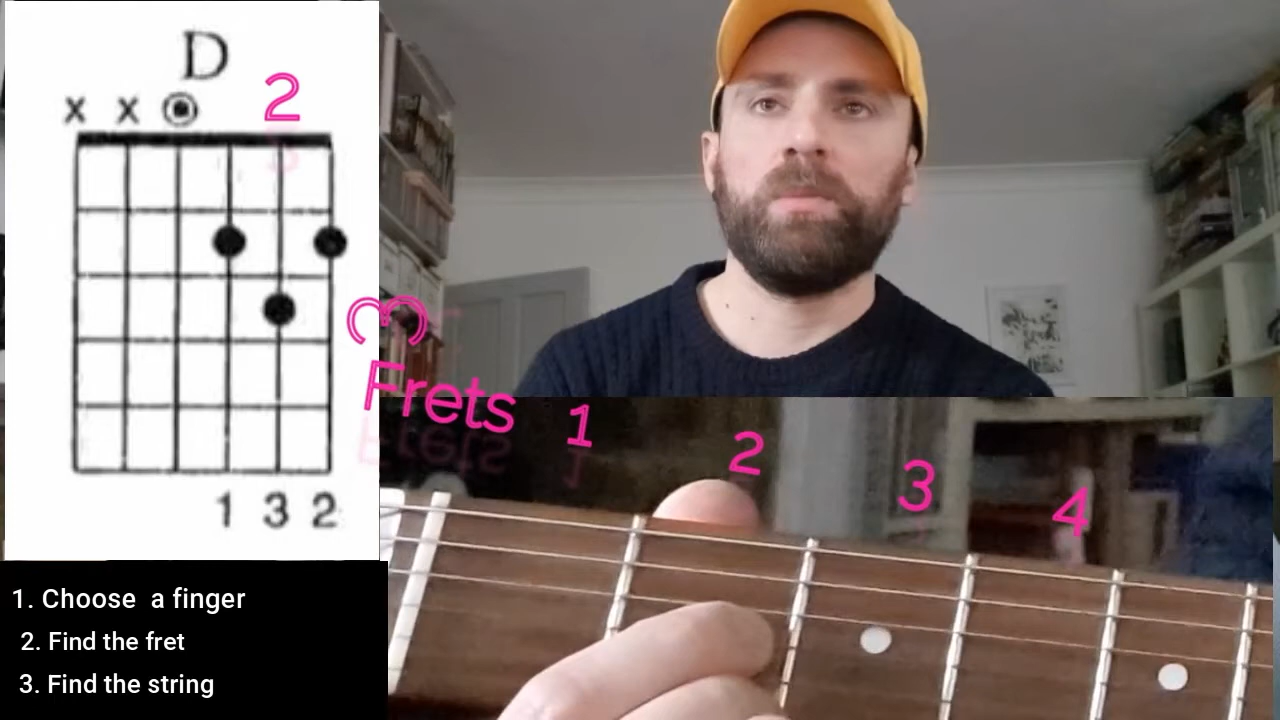 D
x x 2
3
1 3 2
Frets 1 2 3 4
1. Choose a finger
2. Find the fret
3. Find the string